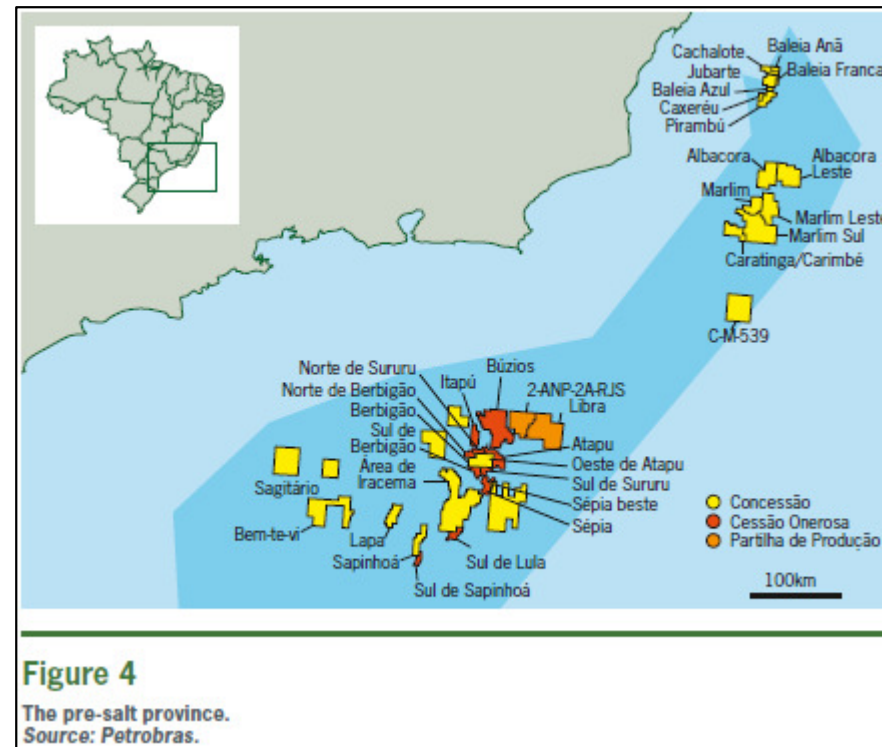 Cachalote
Baleia Anã
Jubarte
Baleia Franca
Baleia Azul
Caxeréu
Pirambú
Albacora
Albacora
Leste
Marlim
Marlim Leste
Marlim Sul
Caratinga/Carimbé
C-M-539
Norte de Sururu
Itapú
Búzios
Norte de Berbigão
2-ANP-2A-RJS
Libra
Berbigão
Sul de
Berbigão
Atapu
Oeste de Atapu
Área de
Iracema
Sul de Sururu
Sagitário
Sépia beste
Sépia
Bem-te-vi
Lapa
Sapinhoá
Sul de Lula
Sul de Sapinhoá
Concessão
Cessão Onerosa
Partilha de Produção
100km
Figure 4
The pre-salt province.
Source: Petrobras.